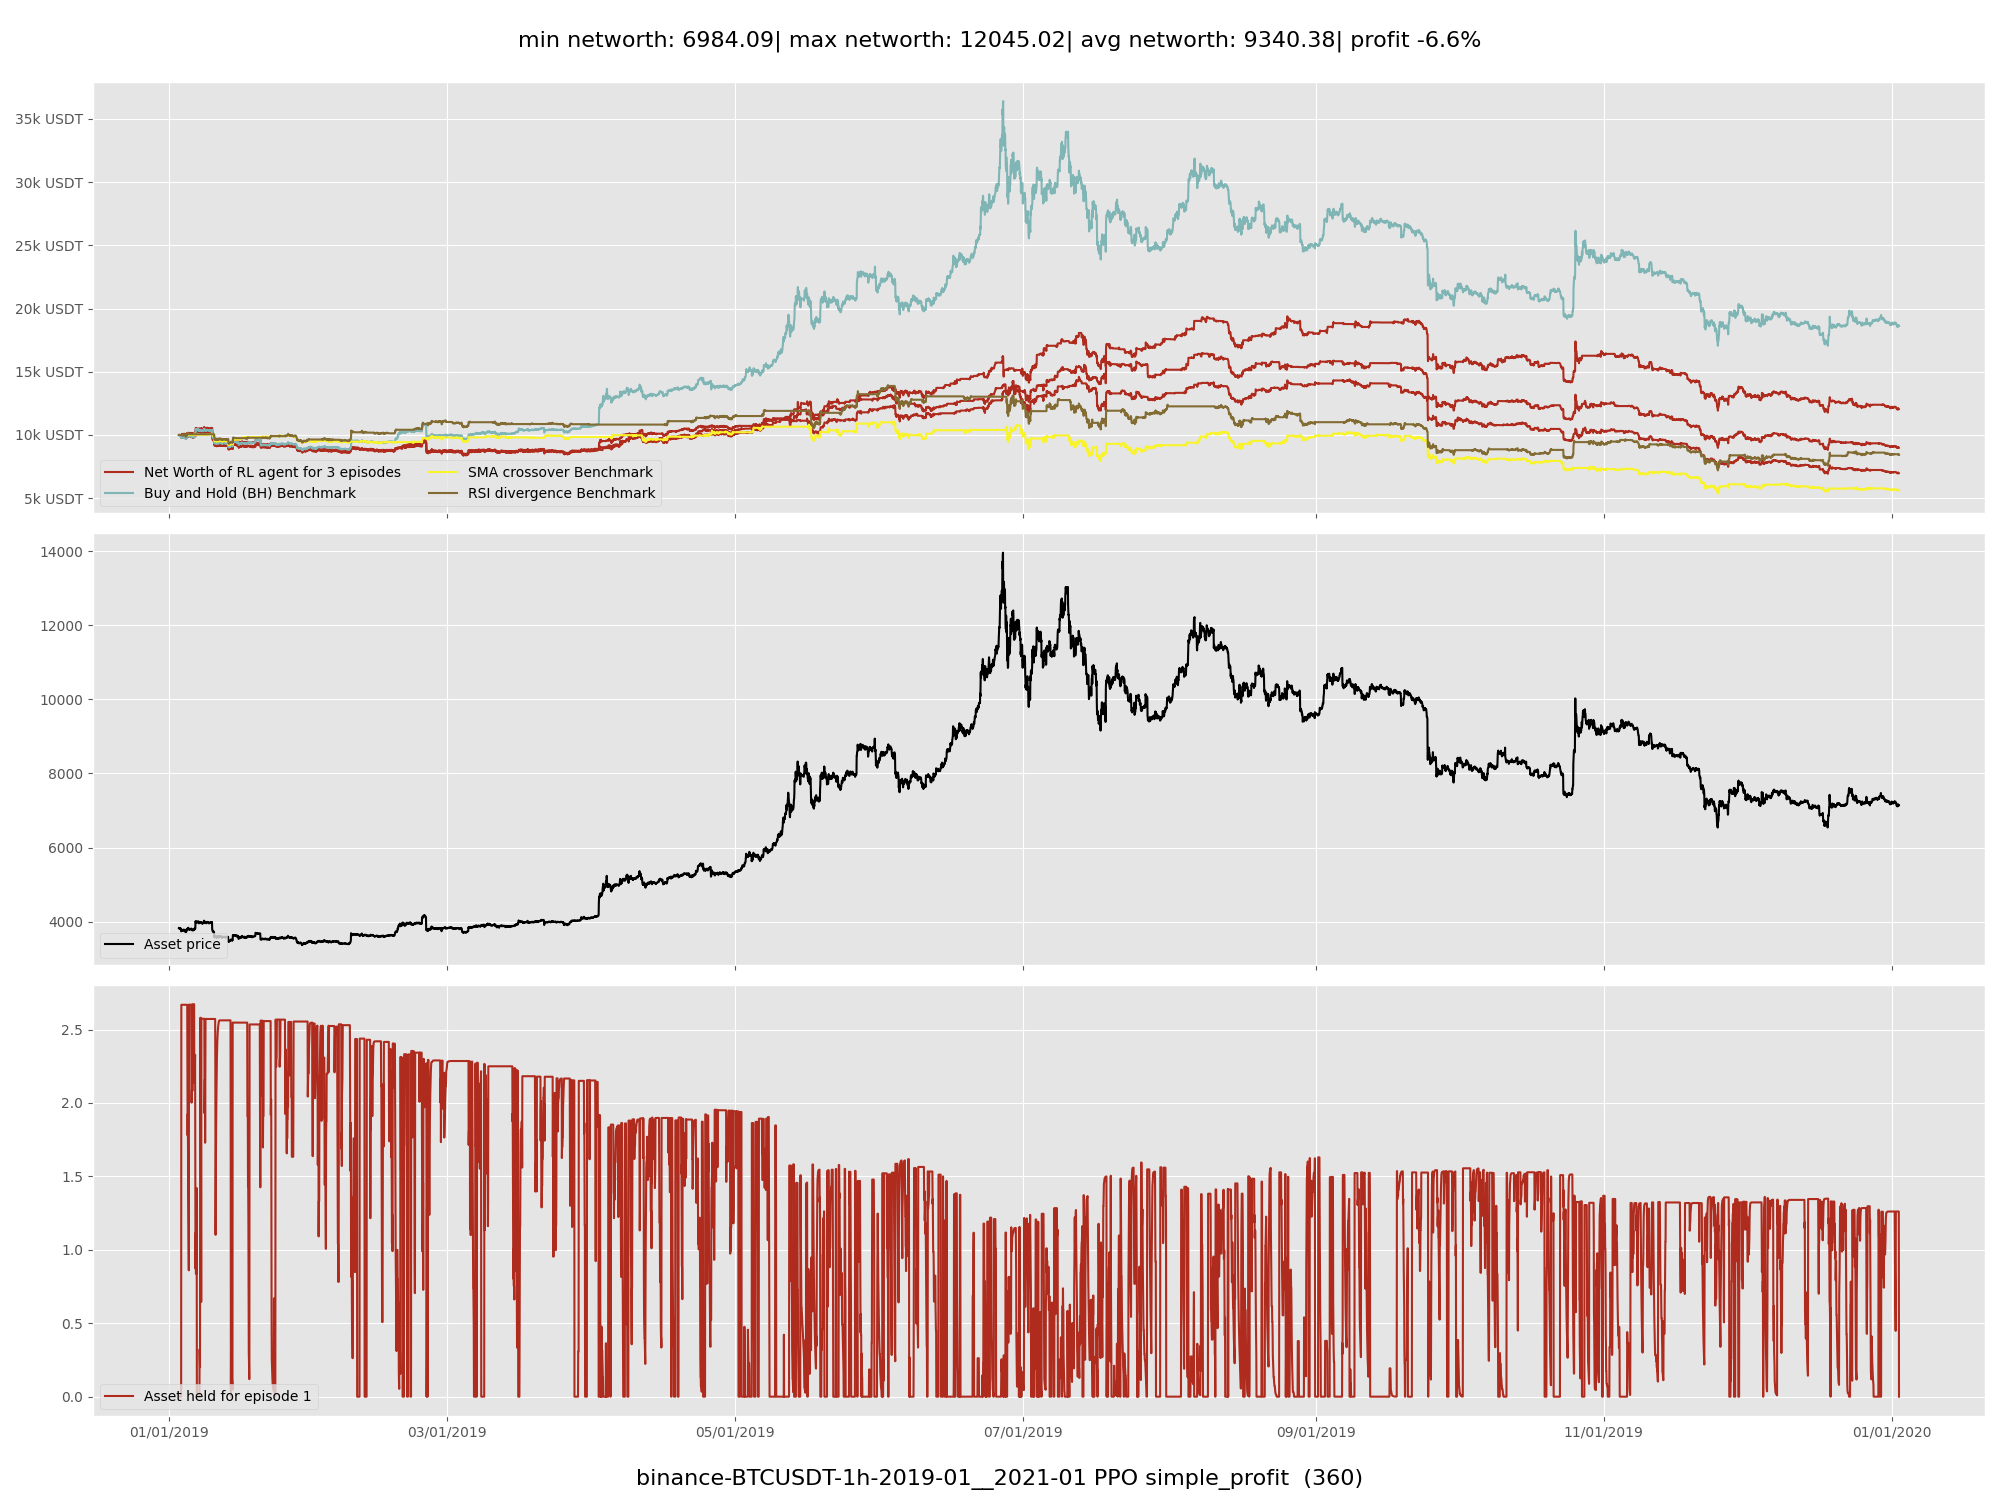 min networth: 6984.09| max networth: 12045.02| avg networth: 9340.38| profit -6.6%
35k USDT
30k USDT
25k USDT
20k USDT
15k USDT
10k USDT
5k USDT
Net Worth of RL agent for 3 episodes
Buy and Hold (BH) Benchmark
SMA crossover Benchmark
RSI divergence Benchmark
14000
12000
10000
8000
6000
4000
Asset price
2.5
2.0
1.5
1.0
0.5
0.0
Asset held for episode 1
01/01/2019 03/01/2019 05/01/2019 07/01/2019 09/01/2019 11/01/2019 01/01/2020
binance-BTCUSDT-1h-2019-01__2021-01 PPO simple_profit (360)